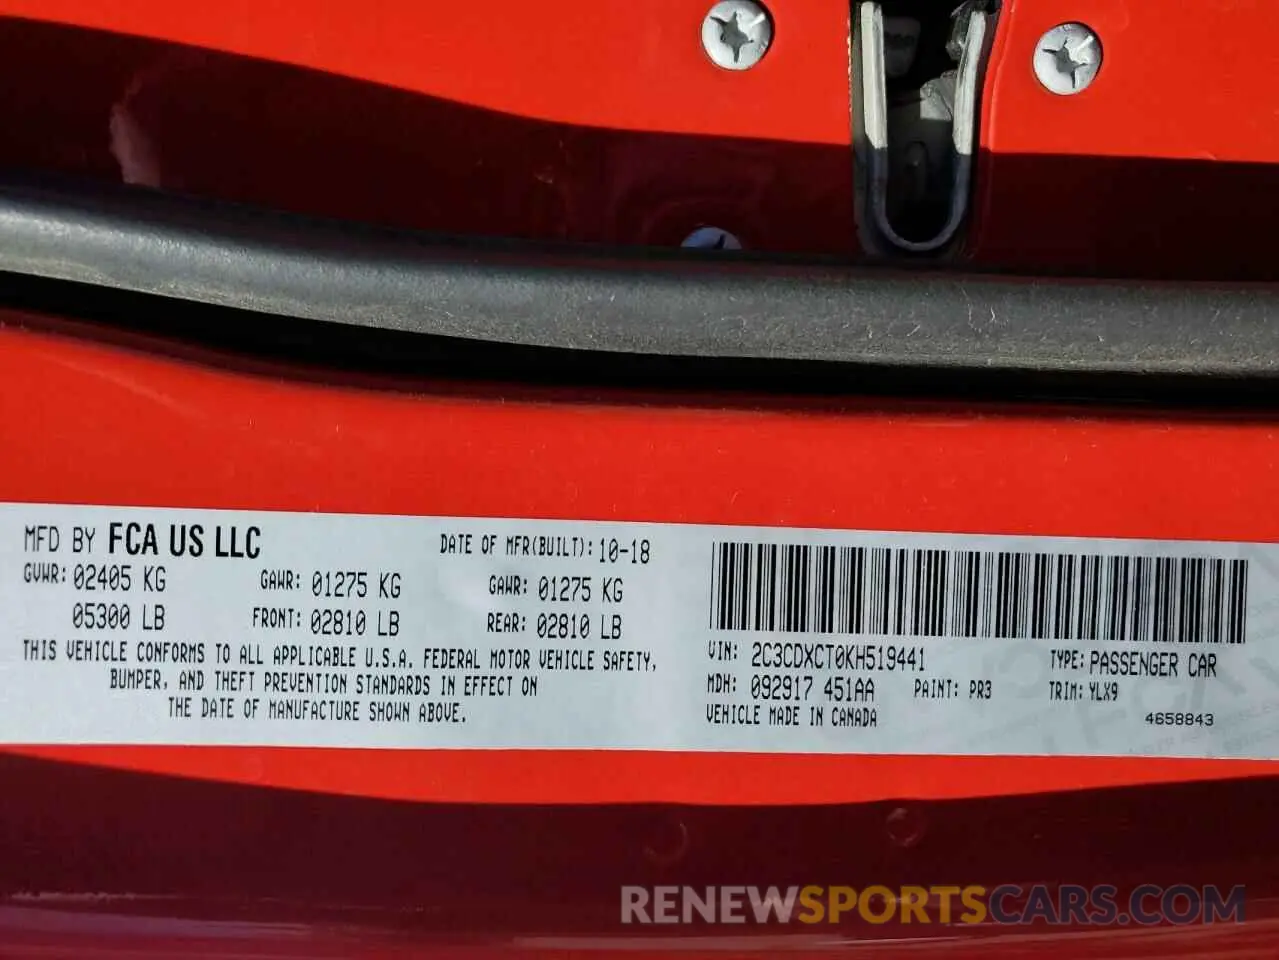 MFD BY FCA US LLC DATE OF MFR(BUILT): 10-18
GVWR: 02405 KG GAWR: 01275 KG GAWR: 01275 KG
05300 LB FRONT: 02810 LB REAR: 02810 LB
THIS VEHICLE CONFORMS TO ALL APPLICABLE U.S.A. FEDERAL MOTOR VEHICLE SAFETY,
BUMPER, AND THEFT PREVENTION STANDARDS IN EFFECT ON
THE DATE OF MANUFACTURE SHOWN ABOVE.
VIN: 2C3CDXCT0KH519441 TYPE: PASSENGER CAR
MDH: 092917 451AA PAINT: PR3 TRIM: YLX9
VEHICLE MADE IN CANADA 4658843
RENEWSPORTSCARS.COM